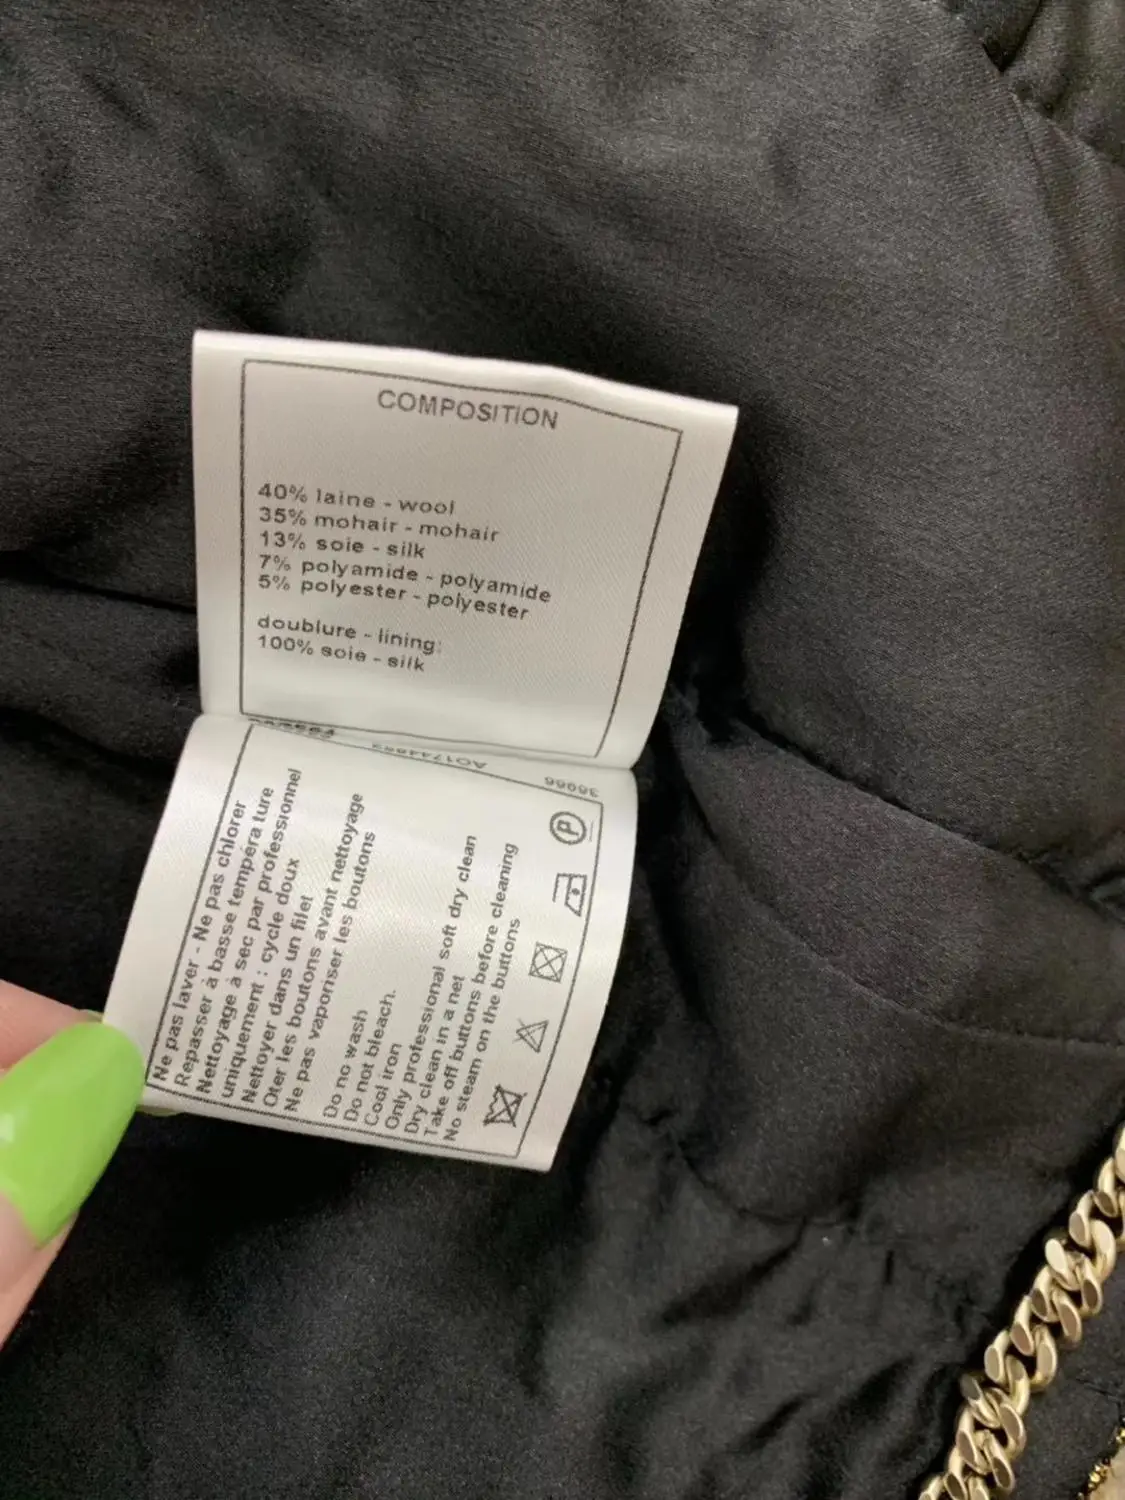 COMPOSITION
40% laine - wool
35% mohair - mohair
13% soie - silk
7% polyamide - polyamide
5% polyester - polyester
doublure - lining:
100% soie - silk
Ne pas laver - Ne pas chlorer
Repasser à basse tempéra ture
Nettoyage à sec par professionnel
uniquement : cycle doux
Nettoyer dans un filet
Oter les boutons avant nettoyage
Ne pas vaporiser les boutons
Do no wash
Do not bleach.
Cool iron
Only professional soft dry clean
Dry clean in a net
Take off buttons before cleaning
No steam on the buttons
P